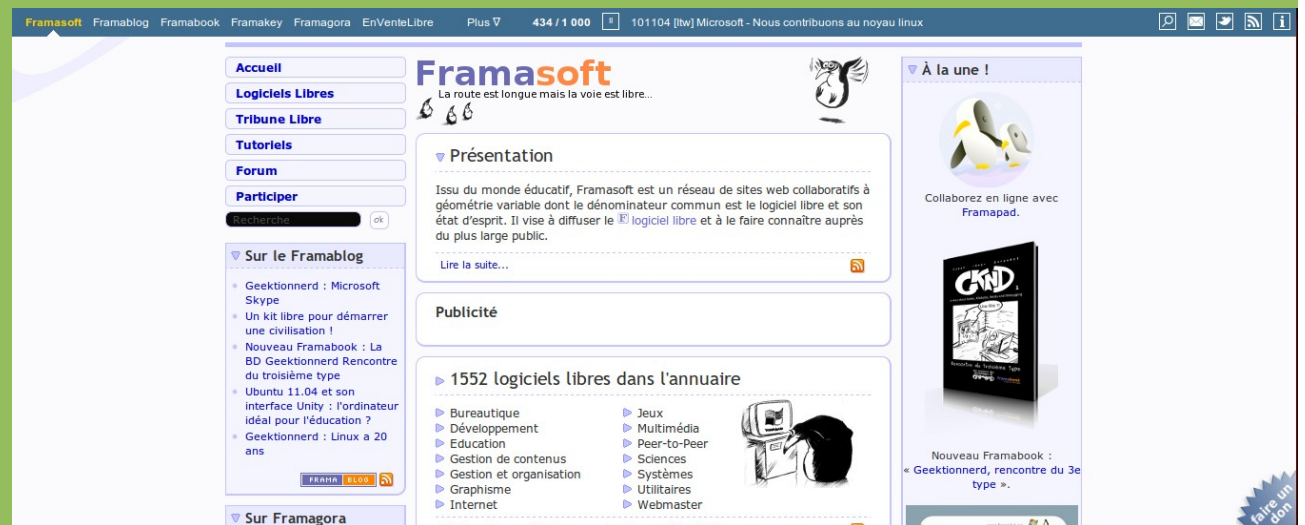 Framasoft Framablog Framabook Framakey Framagora EnVenteLibre Plus ∇ 434 / 1 000 101104 [ltw] Microsoft - Nous contribuons au noyau linux
Accueil
Logiciels Libres
Tribune Libre
Tutoriels
Forum
Participer
Recherche ok
Sur le Framablog
Geektionnerd : Microsoft
Skype
Un kit libre pour démarrer
une civilisation !
Nouveau Framabook : La
BD Geektionnerd Rencontre
du troisième type
Ubuntu 11.04 et son
interface Unity : l'ordinateur
idéal pour l'éducation ?
Geektionnerd : Linux a 20
ans
FRAMA BLOG
Sur Framagora
Framasoft
La route est longue mais la voie est libre...
Présentation
Issu du monde éducatif, Framasoft est un réseau de sites web collaboratifs à
géométrie variable dont le dénominateur commun est le logiciel libre et son
état d'esprit. Il vise à diffuser le F logiciel libre et à le faire connaître auprès
du plus large public.
Lire la suite...
Publicité
1552 logiciels libres dans l'annuaire
Bureautique
Développement
Education
Gestion de contenus
Gestion et organisation
Graphisme
Internet
Jeux
Multimédia
Peer-to-Peer
Sciences
Systèmes
Utilitaires
Webmaster
À la une !
Collaborez en ligne avec
Framapad.
GKND
Rencontre du troisième type
Nouveau Framabook :
« Geektionnerd, rencontre du 3e
type ».
faire un
don